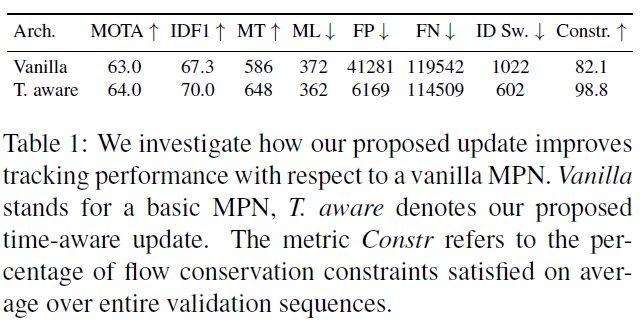 Arch. MOTA ↑ IDF1 ↑ MT ↑ ML ↓ FP ↓ FN ↓ ID Sw. ↓ Constr. ↑
Vanilla 63.0 67.3 586 372 41281 119542 1022 82.1
T. aware 64.0 70.0 648 362 6169 114509 602 98.8
Table 1: We investigate how our proposed update improves
tracking performance with respect to a vanilla MPN. Vanilla
stands for a basic MPN, T. aware denotes our proposed
time-aware update. The metric Constr refers to the per-
centage of flow conservation constraints satisfied on aver-
age over entire validation sequences.